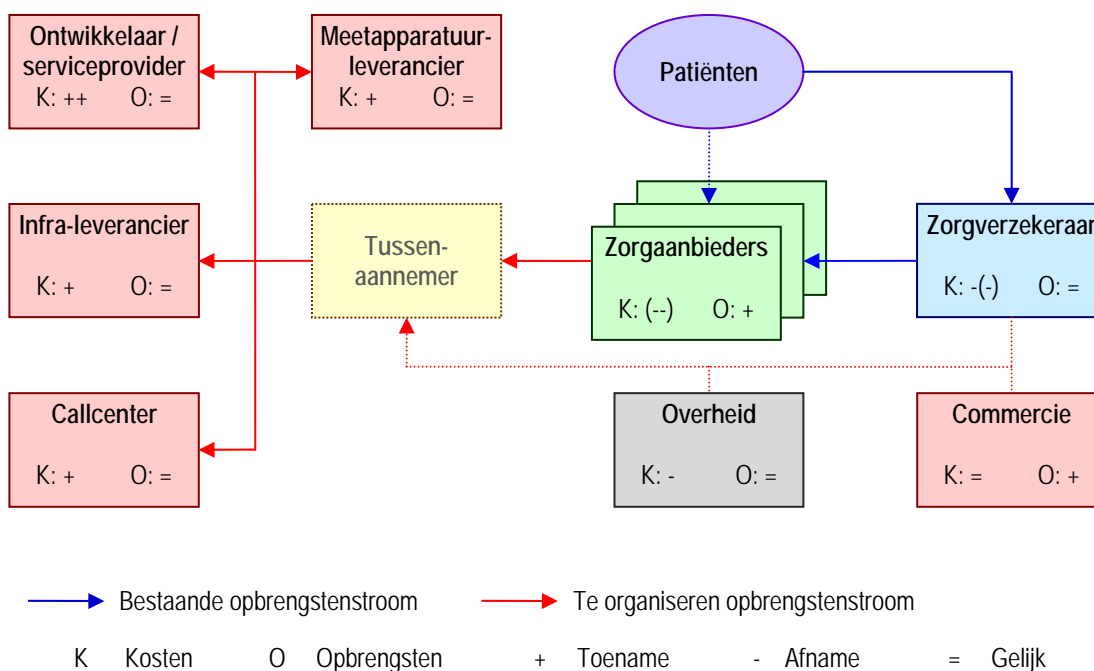 Ontwikkelaar /
serviceprovider
K: ++ O: =
Meetapparatuur-
leverancier
K: + O: =
Patiënten
Infra-leverancier
K: + O: =
Tussen-
aannemer
Zorgaanbieders
K: (--) O: +
Zorgverzekeraar
K: -(-) O: =
Callcenter
K: + O: =
Overheid
K: - O: =
Commercie
K: = O: +
Bestaande opbrengstenstroom
Te organiseren opbrengstenstroom
K Kosten O Opbrengsten + Toename - Afname = Gelijk